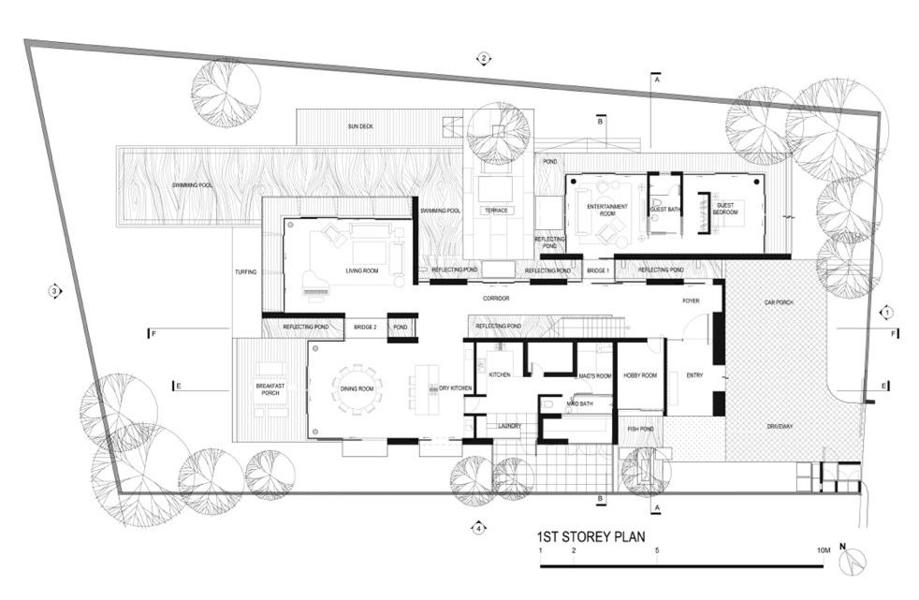 2
A
B
SUN DECK
POND
SWIMMING POOL
ENTERTAINMENT
ROOM
GUEST BATH
GUEST
BEDROOM
SWIMMING POOL
TERRACE
REFLECTING
POND
TURFING
LIVING ROOM
REFLECTING POND
REFLECTING POND
BRIDGE 1
REFLECTING POND
3
CORRIDOR
FOYER
CAR PORCH
1
REFLECTING POND
BRIDGE 2
POND
REFLECTING POND
F
F
KITCHEN
MAID'S ROOM
HOBBY ROOM
ENTRY
E
BREAKFAST
PORCH
DINING ROOM
DRY KITCHEN
E
MAID BATH
LAUNDRY
FISH POND
DRIVEWAY
B
A
4
1ST STOREY PLAN
N
1 2 5 10M